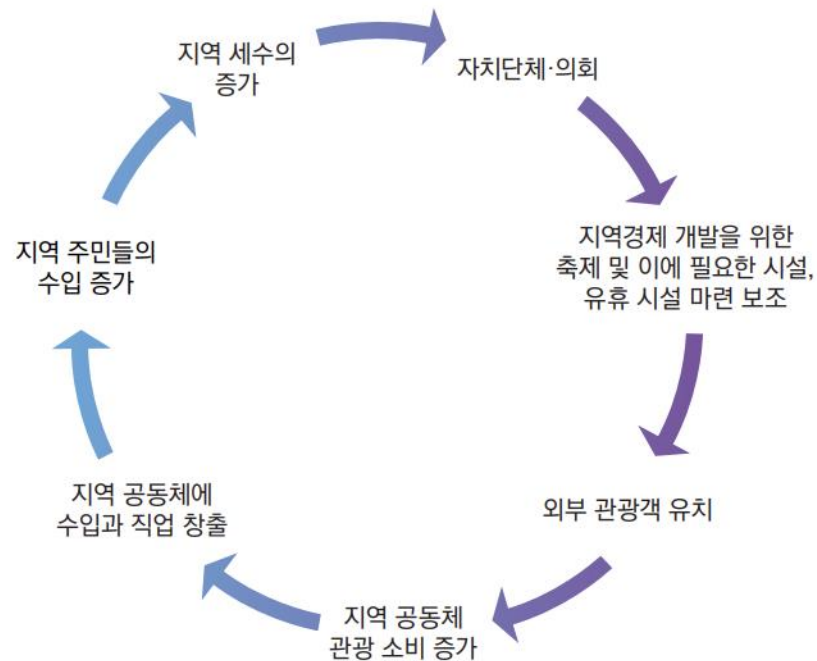 지역 세수의
증가
자치단체·의회
지역경제 개발을 위한
축제 및 이에 필요한 시설,
유휴 시설 마련 보조
외부 관광객 유치
지역 공동체
관광 소비 증가
지역 공동체에
수입과 직업 창출
지역 주민들의
수입 증가